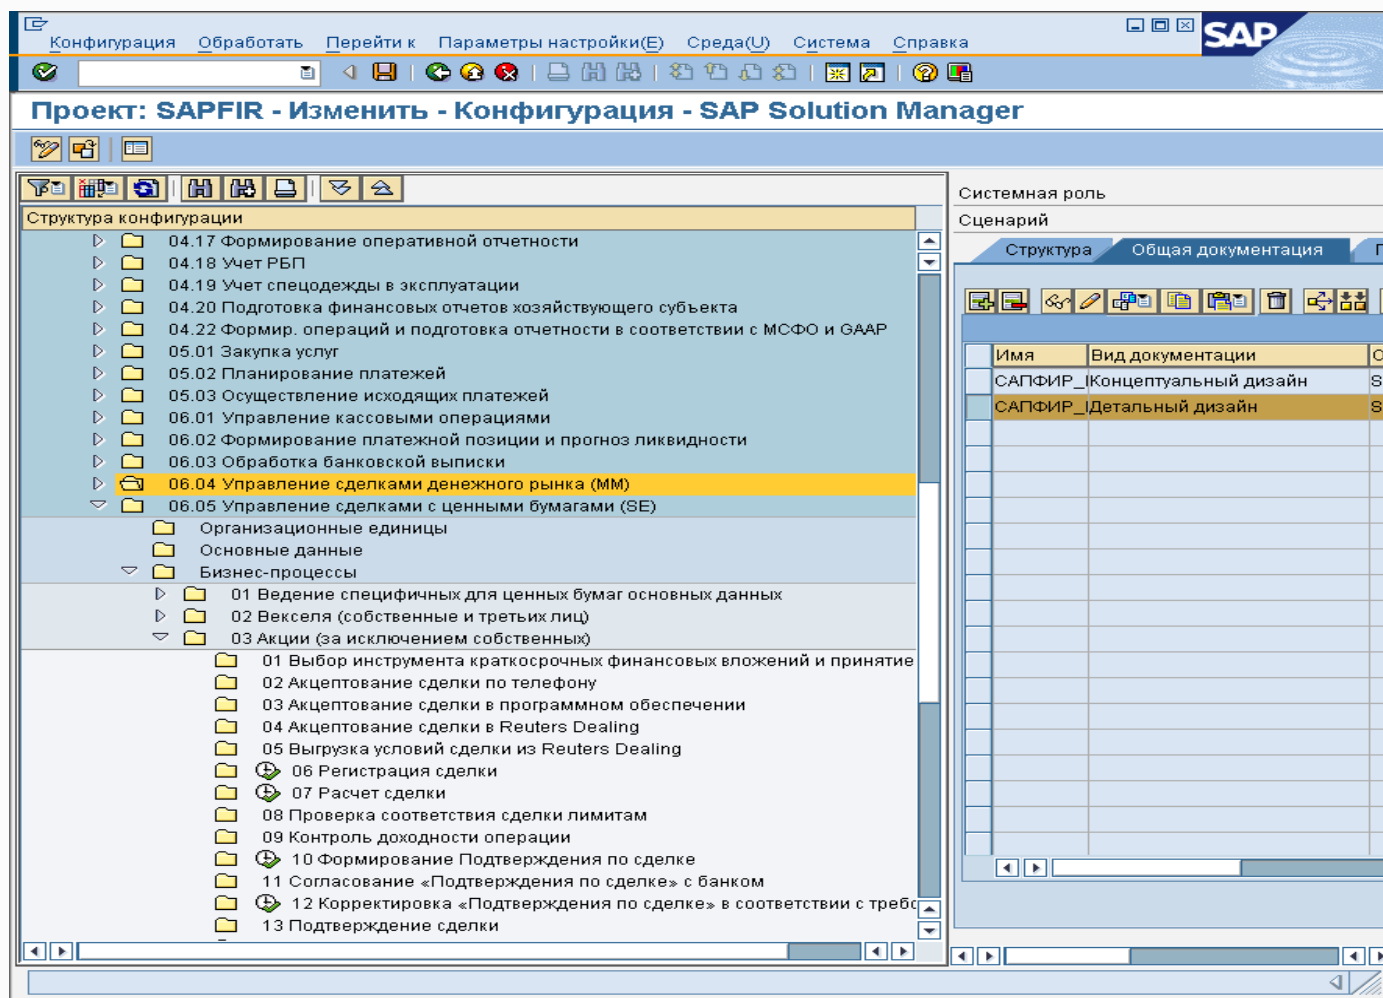 Конфигурация Обработать Перейти к Параметры настройки(E) Среда(U) Система Справка
SAP
Проект: SAPFIR - Изменить - Конфигурация - SAP Solution Manager
Структура конфигурации
04.17 Формирование оперативной отчетности
04.18 Учет РБП
04.19 Учет спецодежды в эксплуатации
04.20 Подготовка финансовых отчетов хозяйствующего субъекта
04.22 Формир. операций и подготовка отчетности в соответствии с МСФО и GAAP
05.01 Закупка услуг
05.02 Планирование платежей
05.03 Осуществление исходящих платежей
06.01 Управление кассовыми операциями
06.02 Формирование платежной позиции и прогноз ликвидности
06.03 Обработка банковской выписки
06.04 Управление сделками денежного рынка (MM)
06.05 Управление сделками с ценными бумагами (SE)
Организационные единицы
Основные данные
Бизнес-процессы
01 Ведение специфичных для ценных бумаг основных данных
02 Векселя (собственные и третьих лиц)
03 Акции (за исключением собственных)
01 Выбор инструмента краткосрочных финансовых вложений и принятие
02 Акцептование сделки по телефону
03 Акцептование сделки в программном обеспечении
04 Акцептование сделки в Reuters Dealing
05 Выгрузка условий сделки из Reuters Dealing
06 Регистрация сделки
07 Расчет сделки
08 Проверка соответствия сделки лимитам
09 Контроль доходности операции
10 Формирование Подтверждения по сделке
11 Согласование «Подтверждения по сделке» с банком
12 Корректировка «Подтверждения по сделке» в соответствии с требо
13 Подтверждение сделки
Системная роль
Сценарий
Структура Общая документация
Имя Вид документации
САПФИР_ Концептуальный дизайн S
САПФИР_ Детальный дизайн S